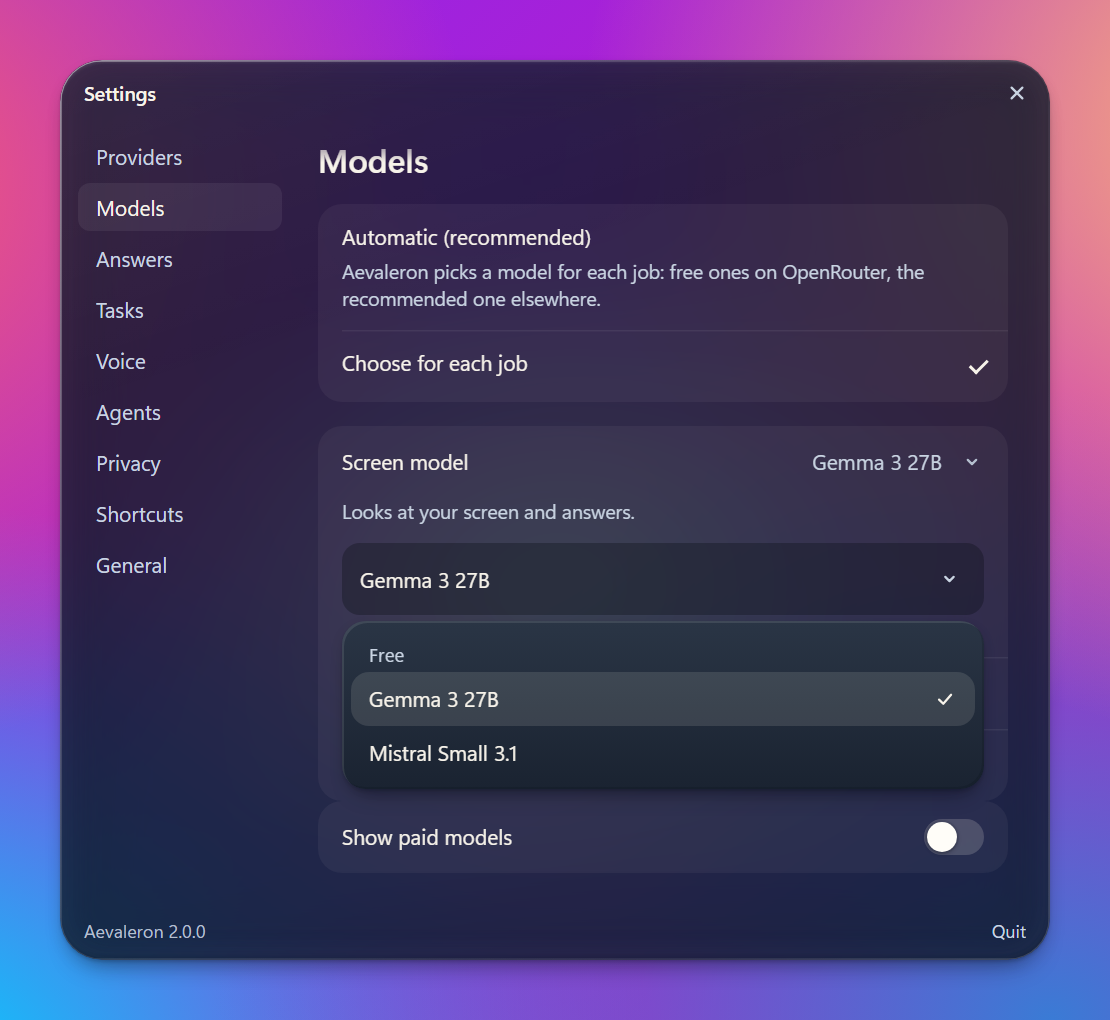 Settings
Providers
Models
Answers
Tasks
Voice
Agents
Privacy
Shortcuts
General
Models
Automatic (recommended)
Aevaleron picks a model for each job: free ones on OpenRouter, the
recommended one elsewhere.
Choose for each job
Screen model
Gemma 3 27B
Looks at your screen and answers.
Gemma 3 27B
Free
Gemma 3 27B
Mistral Small 3.1
Show paid models
Aevaleron 2.0.0
Quit